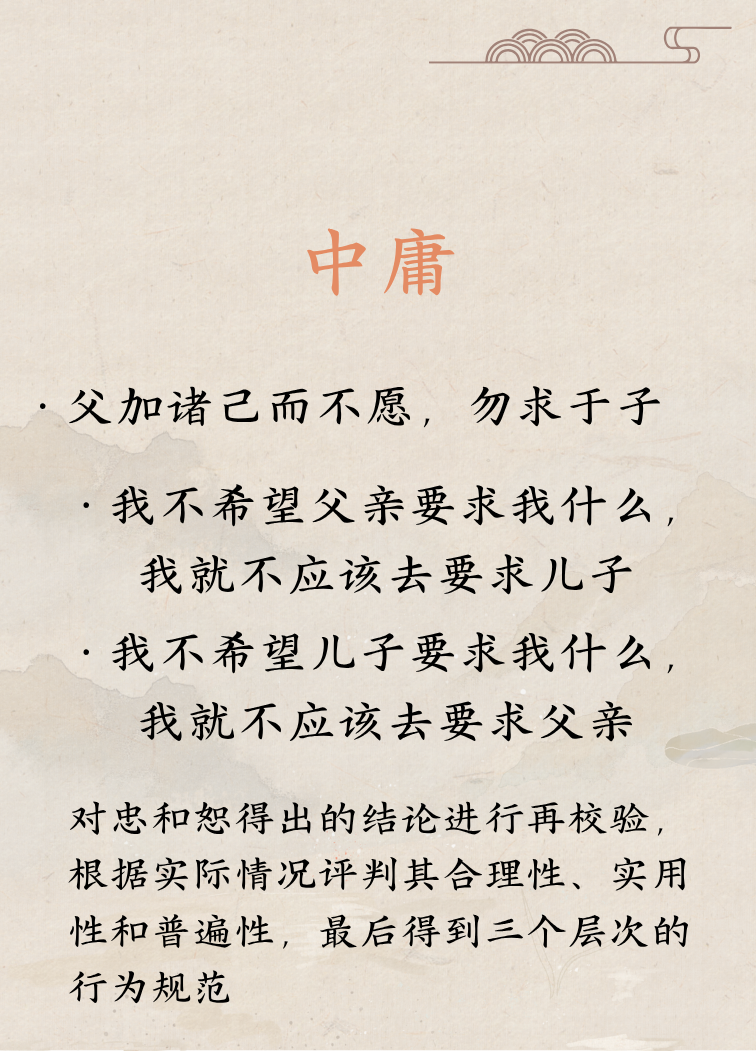 中庸
· 父加诸己而不愿，勿求于子
· 我不希望父亲要求我什么，
我就不应该去要求儿子
· 我不希望儿子要求我什么，
我就不应该去要求父亲
对忠和恕得出的结论进行再校验，
根据实际情况评判其合理性、实用
性和普遍性，最后得到三个层次的
行为规范